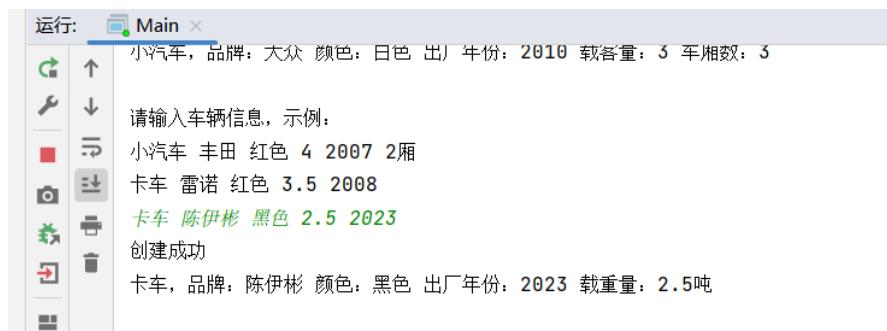 运行: Main ×
小汽车，品牌：大众 颜色：白色 出厂年份：2010 载客量：3 车厢数：3
请输入车辆信息，示例：
小汽车 丰田 红色 4 2007 2厢
卡车 雷诺 红色 3.5 2008
卡车 陈伊彬 黑色 2.5 2023
创建成功
卡车，品牌：陈伊彬 颜色：黑色 出厂年份：2023 载重量：2.5吨